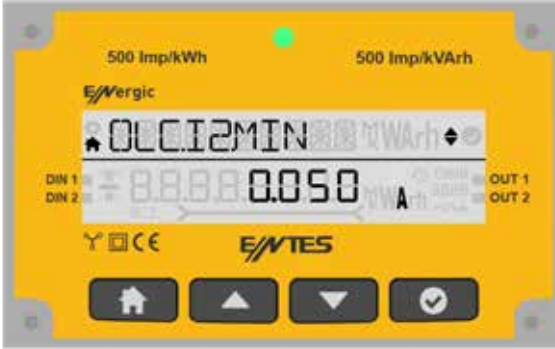 500 Imp/kWh 500 Imp/kVArh
ENergic
OLC.I2MIN
DIN 1 0.050 A OUT 1
DIN 2 OUT 2
CE
ENTES